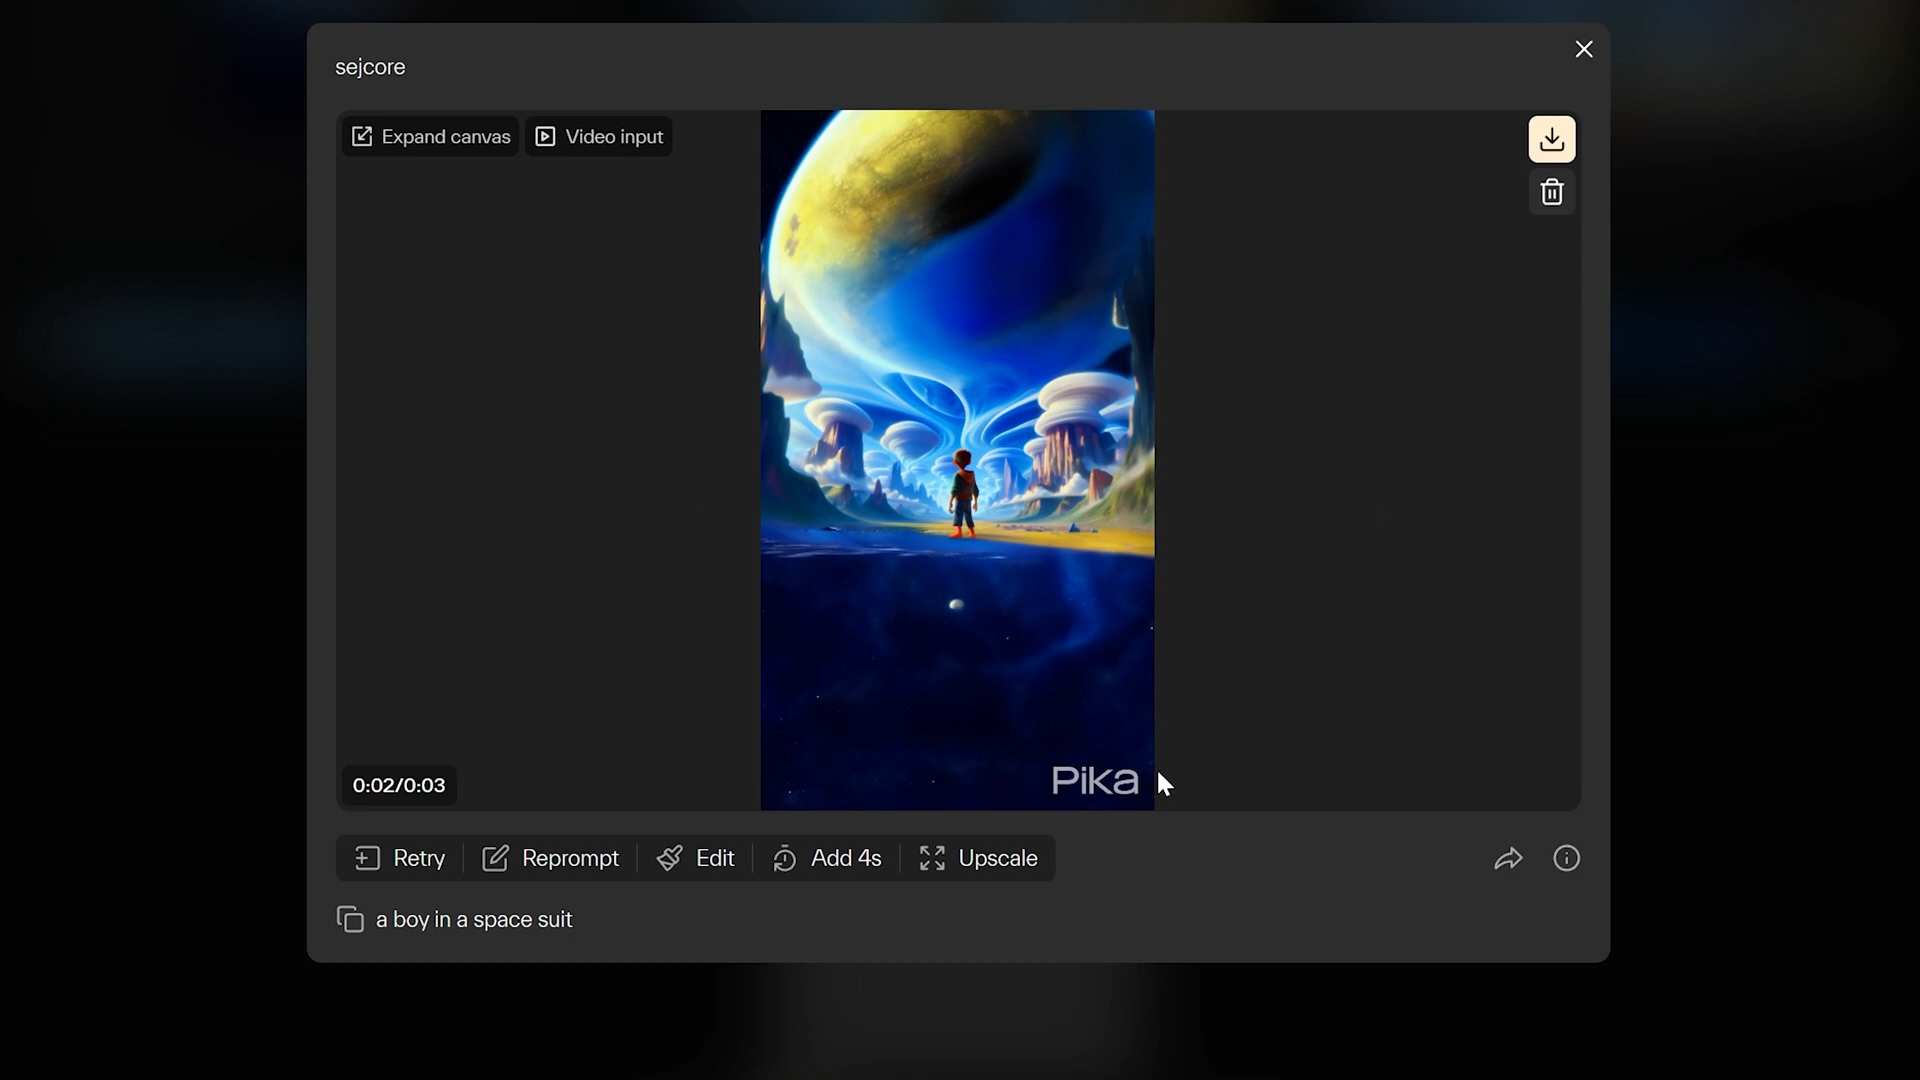 sejcore
Expand canvas
Video input
Pika
0:02/0:03
Retry
Reprompt
Edit
Add 4s
Upscale
a boy in a space suit